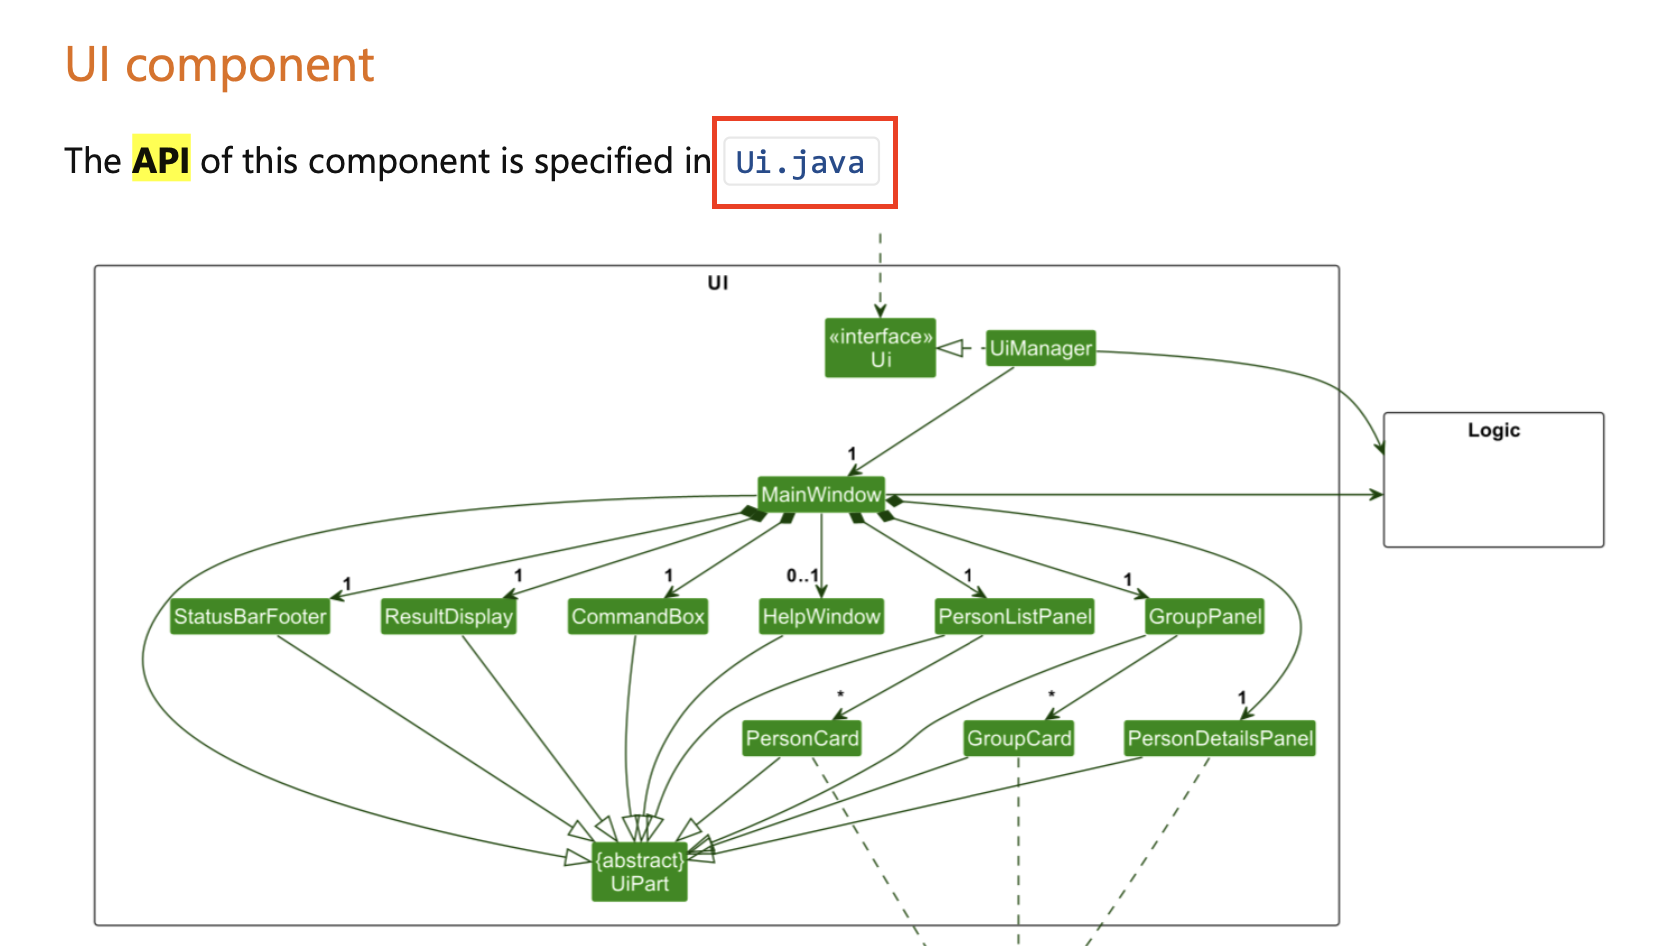 UI component
The API of this component is specified in Ui.java
UI
«interface»
Ui
UiManager
Logic
1
MainWindow
1
1
1
0..1
1
1
StatusBarFooter
ResultDisplay
CommandBox
HelpWindow
PersonListPanel
GroupPanel
*
*
1
PersonCard
GroupCard
PersonDetailsPanel
{abstract}
UiPart